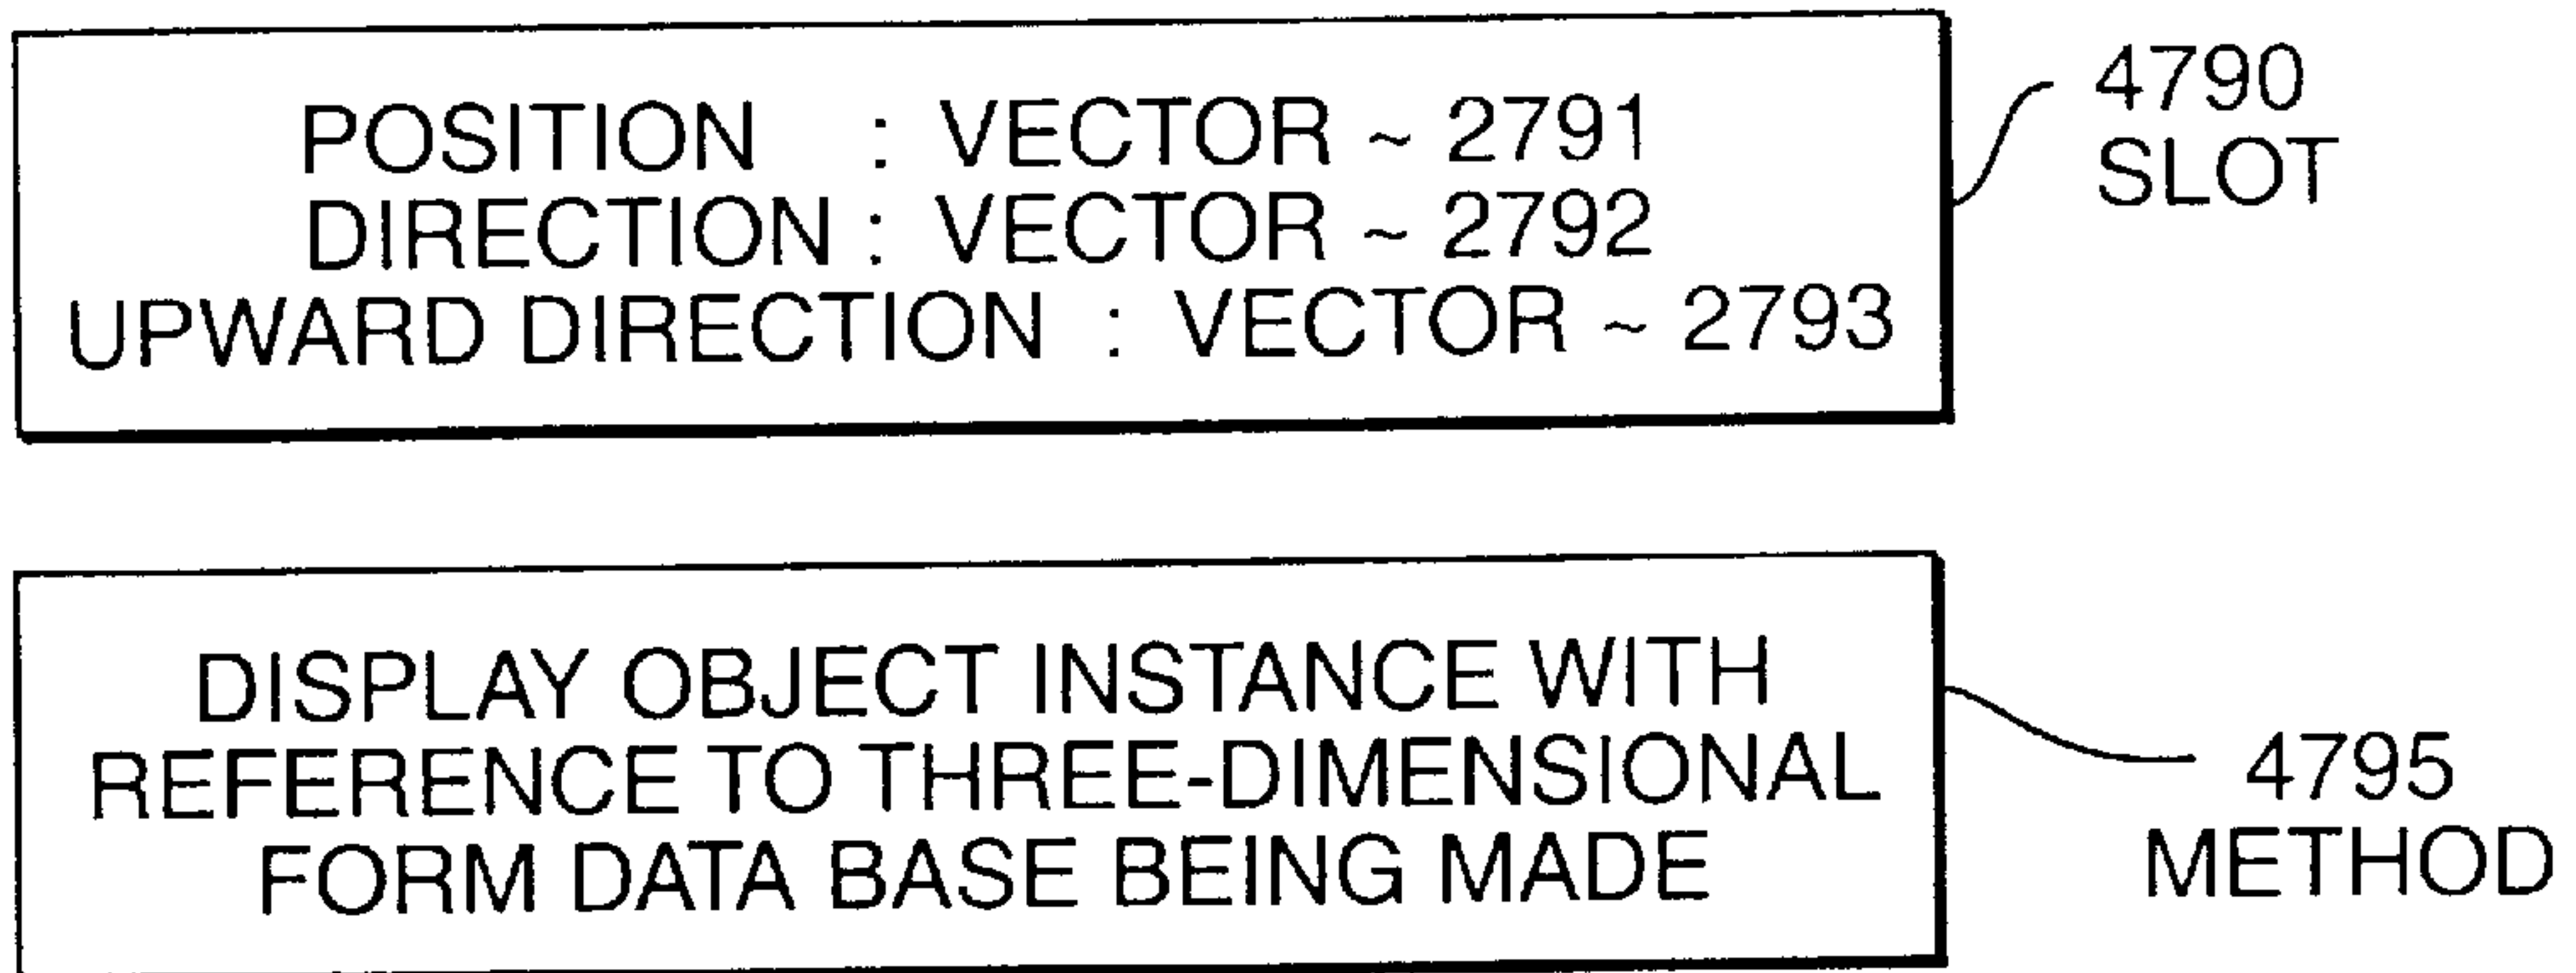 POSITION : VECTOR ~ 2791
DIRECTION : VECTOR ~ 2792
UPWARD DIRECTION : VECTOR ~ 2793
4790
SLOT
DISPLAY OBJECT INSTANCE WITH
REFERENCE TO THREE-DIMENSIONAL
FORM DATA BASE BEING MADE
4795
METHOD